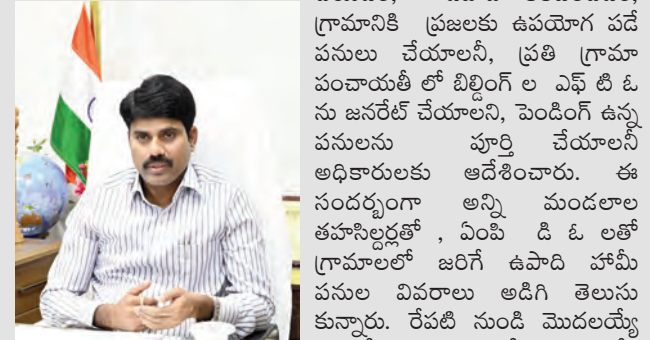 గ్రామానికి ప్రజలకు ఉపయోగ పడే
పనులు చేయాలనీ, ప్రతి గ్రామా
పంచాయతీ లో బిల్డింగ్ ల ఎఫ్ టి ఓ
ను జనరేట్ చేయాలని, పెండింగ్ ఉన్న
పనులను పూర్తి చేయాలనీ
అధికారులకు ఆదేశించారు. ఈ
సందర్భంగా అన్ని మండలాల
తహసిల్దర్లతో , ఏంపి డి ఓ లతో
గ్రామాలలో జరిగే ఉపాది హామీ
పనుల వివరాలు అడిగి తెలుసు
కున్నారు. రేపటి నుండి మొదలయ్యే